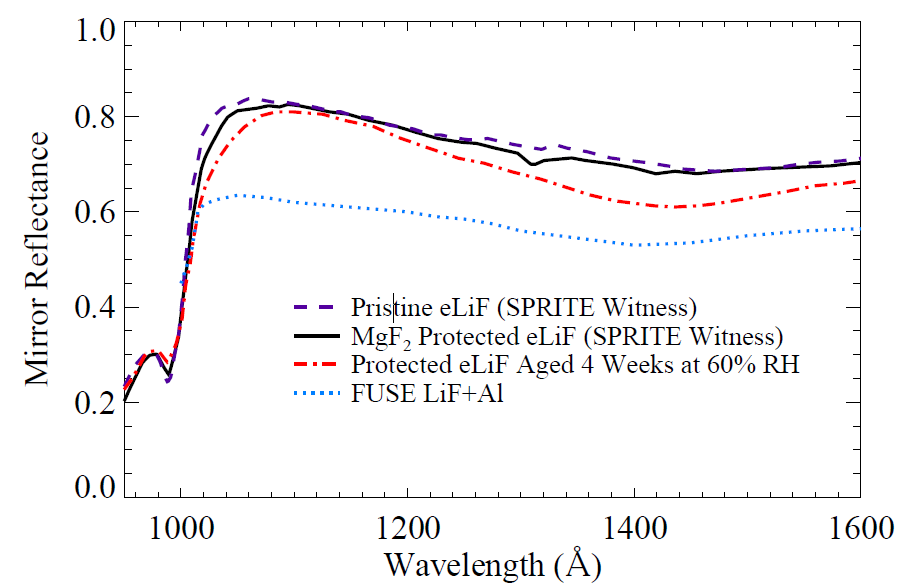 1.0
0.8
0.6
0.4
0.2
0.0
Mirror Reflectance
Pristine eLiF (SPRITE Witness)
MgF2 Protected eLiF (SPRITE Witness)
Protected eLiF Aged 4 Weeks at 60% RH
FUSE LiF+Al
1000 1200 1400 1600
Wavelength (Å)